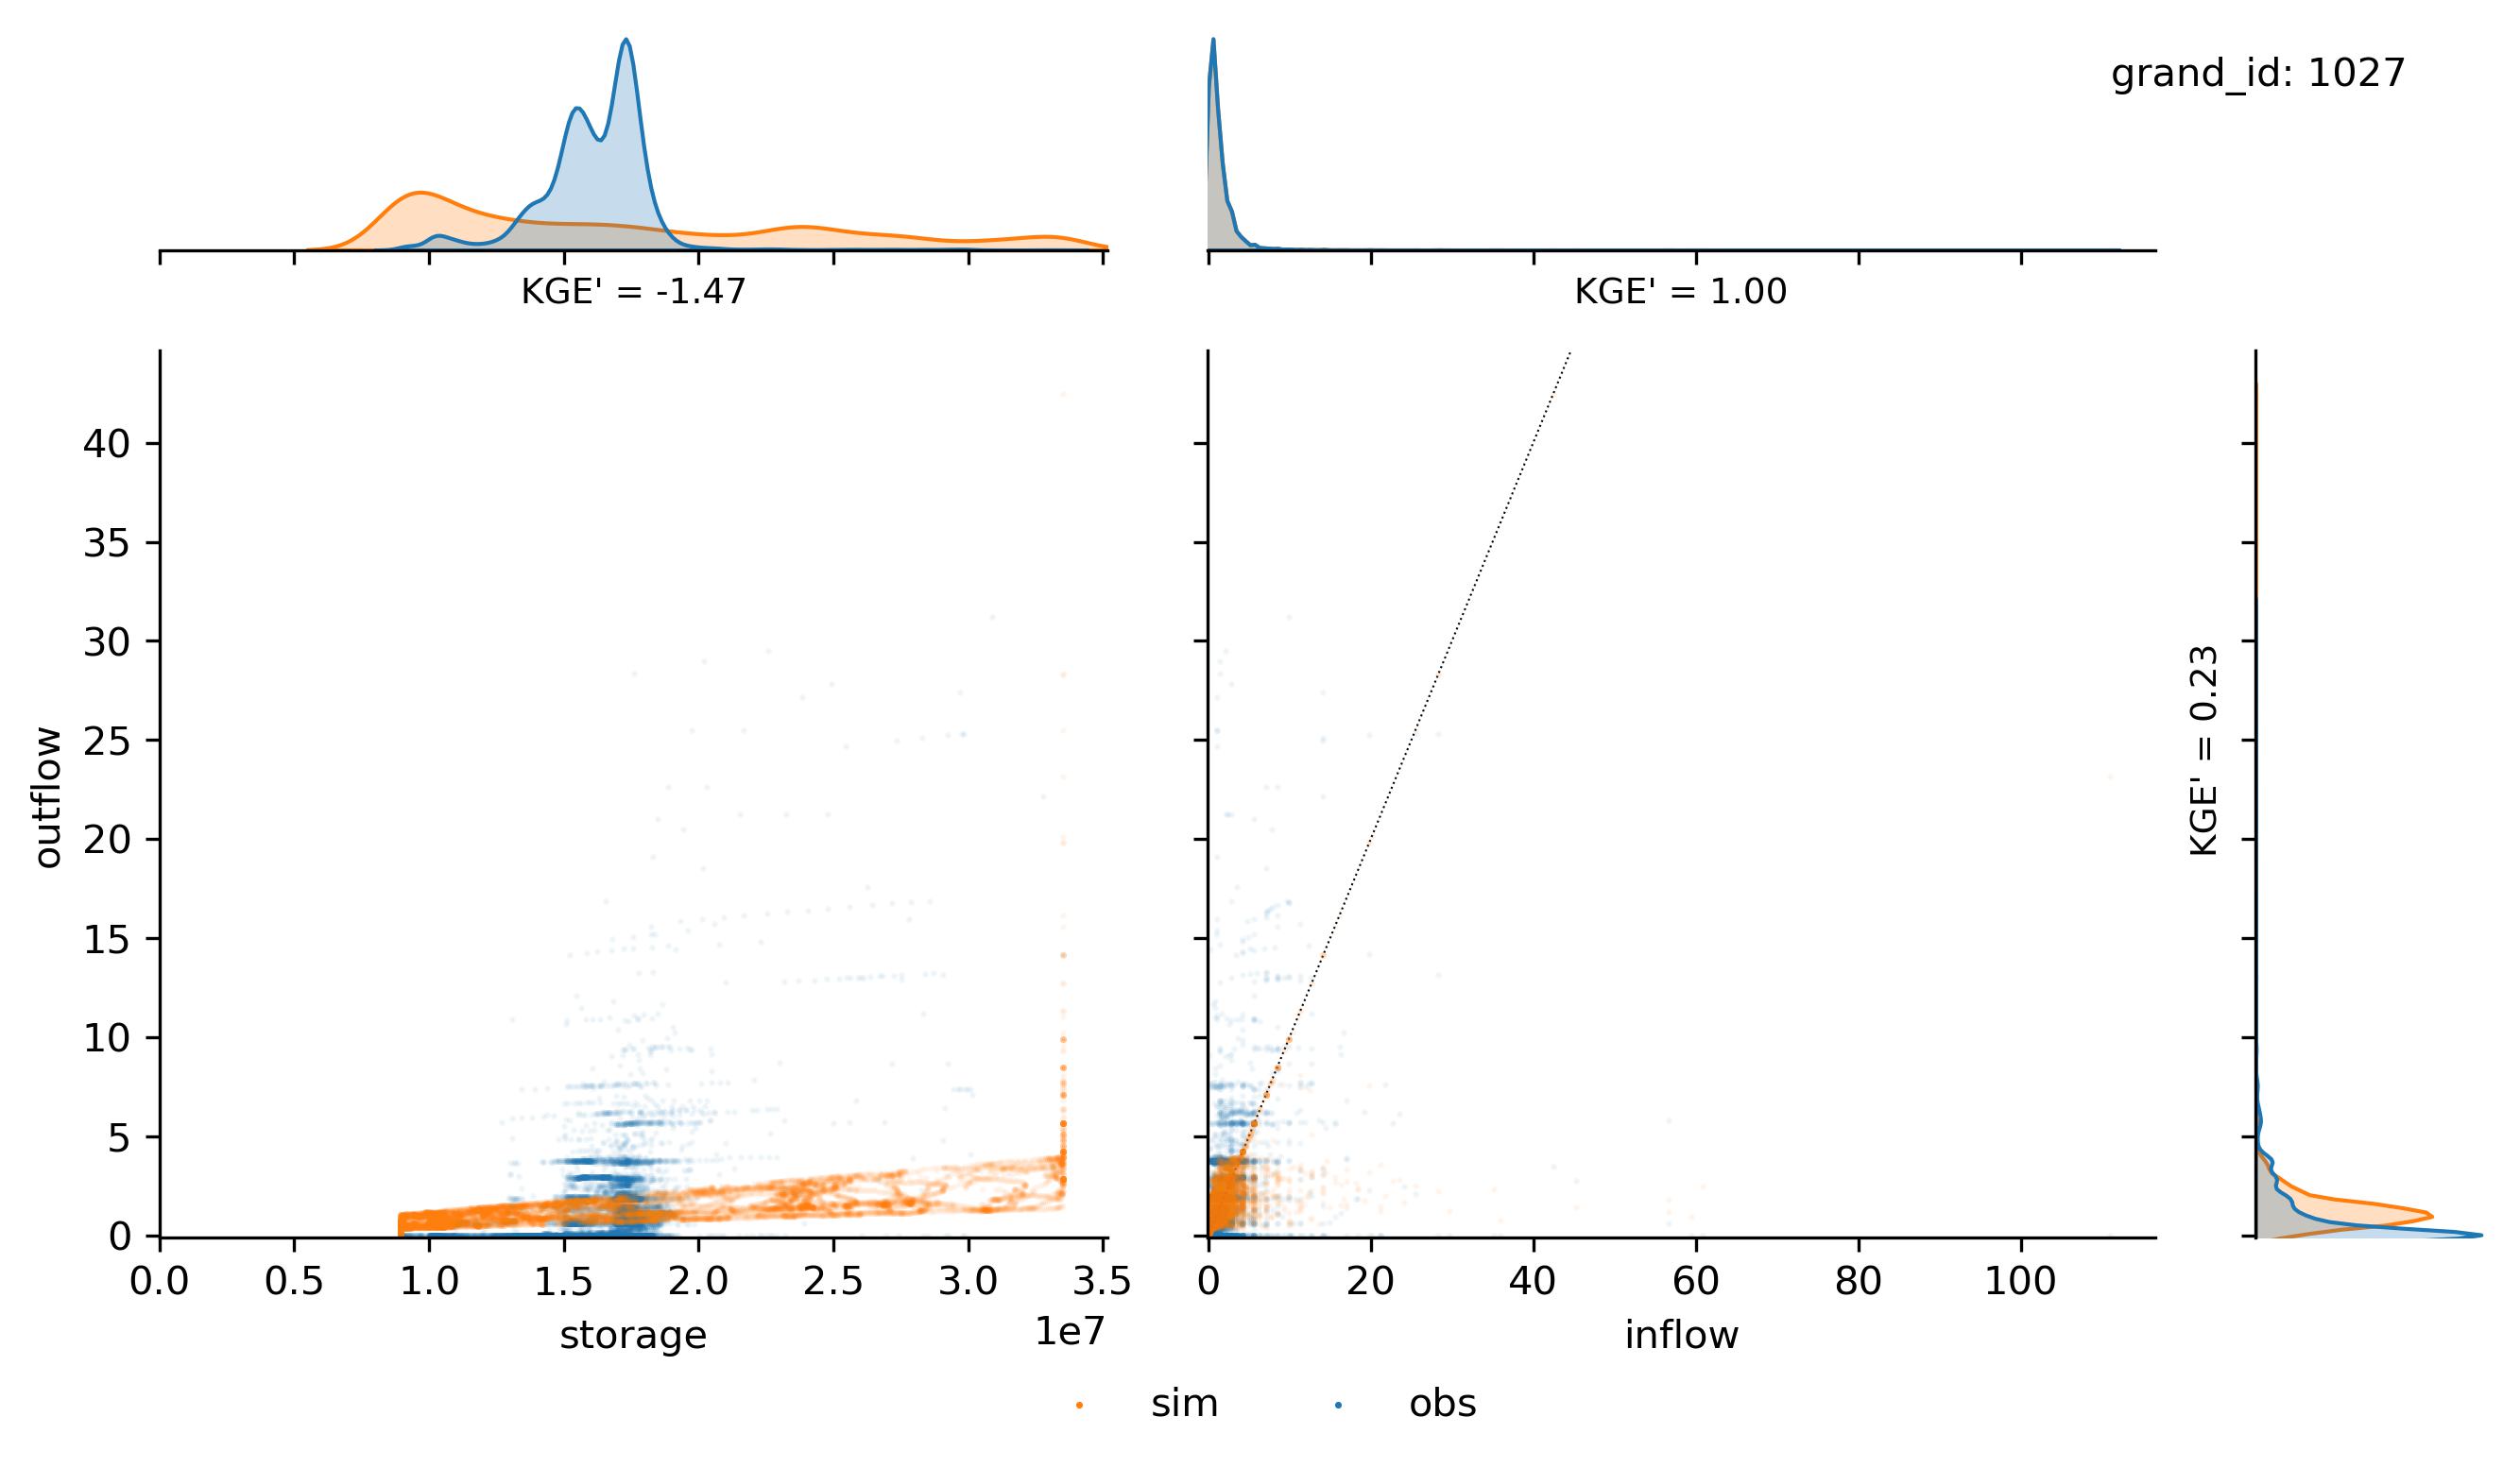 grand_id: 1027
KGE' = -1.47
KGE' = 1.00
40
35
30
25
20
15
10
5
0
outflow
KGE' = 0.23
0.0 0.5 1.0 1.5 2.0 2.5 3.0 3.5
0 20 40 60 80 100
1e7
storage
inflow
sim obs